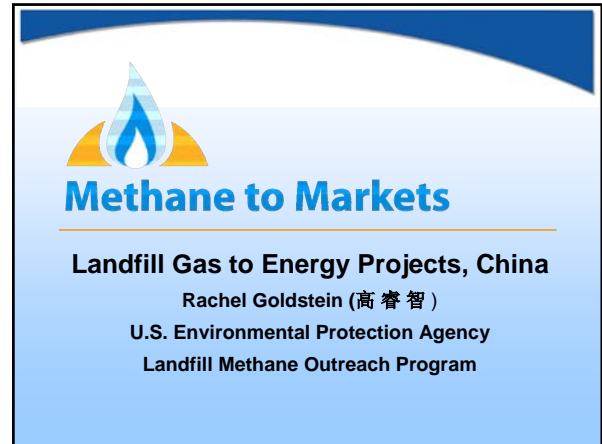 Methane to Markets
Landfill Gas to Energy Projects, China
Rachel Goldstein (高 睿 智 )
U.S. Environmental Protection Agency
Landfill Methane Outreach Program